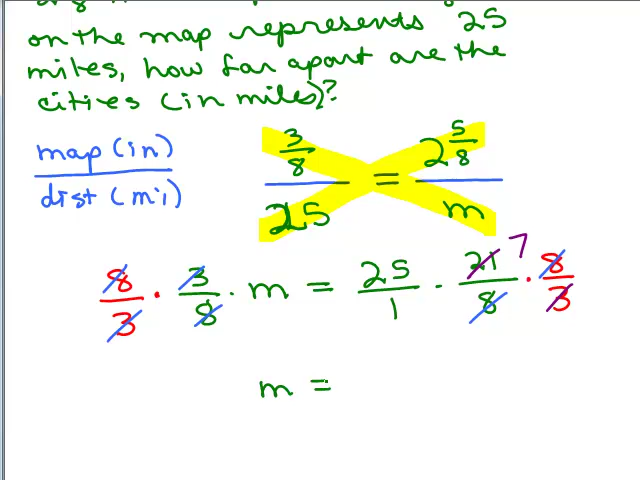 on the map represents 25
miles, how far apart are the
cities (in miles)?
map (in) / dist (mi) 3/8 / 25 = 2 5/8 / m
8/3 · 3/8 · m = 25/1 · 21/8 · 8/3 7
m =